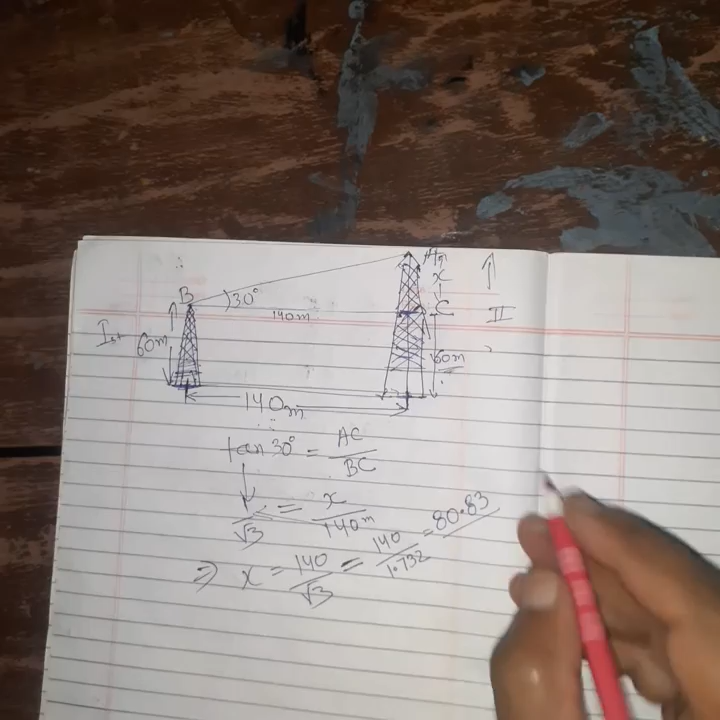 A
x
B 30° C II
140m
Ist 60m 60m
140m
tan 30° = AC/BC
1/√3 = x/140m
⇒ x = 140/√3 = 140/1.732 = 80.83